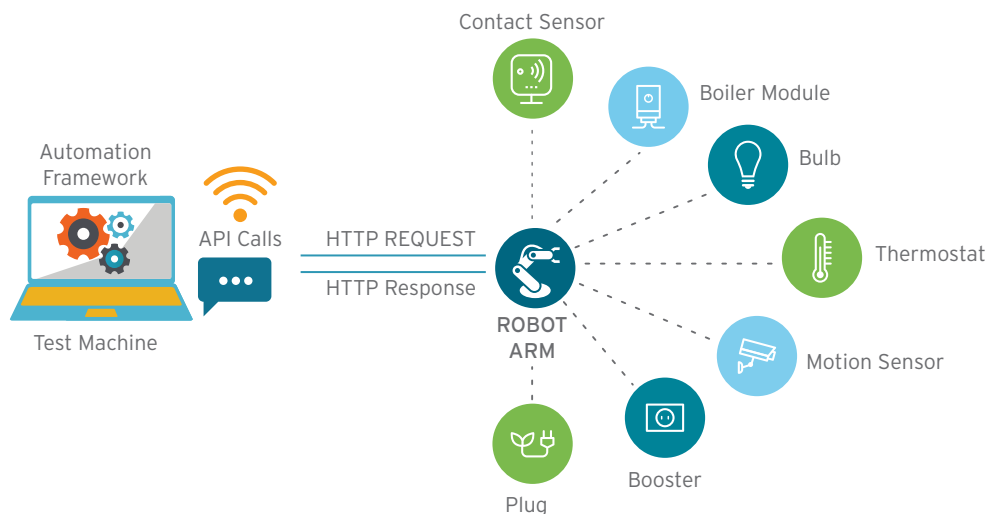 Contact Sensor
Boiler Module
Automation
Framework
Bulb
API Calls
HTTP REQUEST
Thermostat
HTTP Response
ROBOT
ARM
Test Machine
Motion Sensor
Booster
Plug